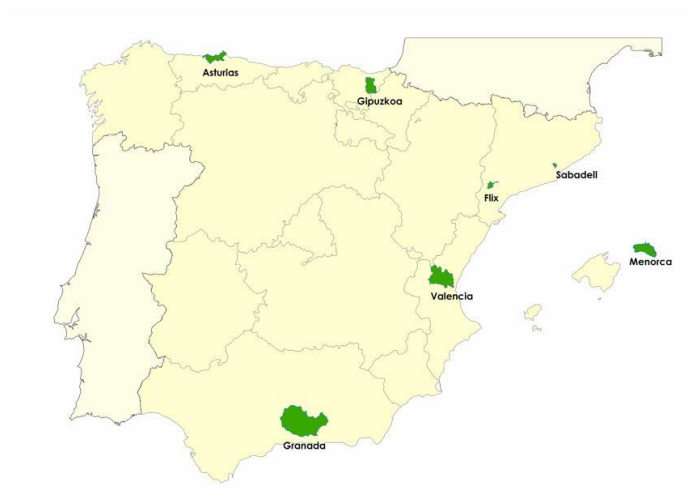 Asturias
Gipuzkoa
Sabadell
Flix
Menorca
Valencia
Granada